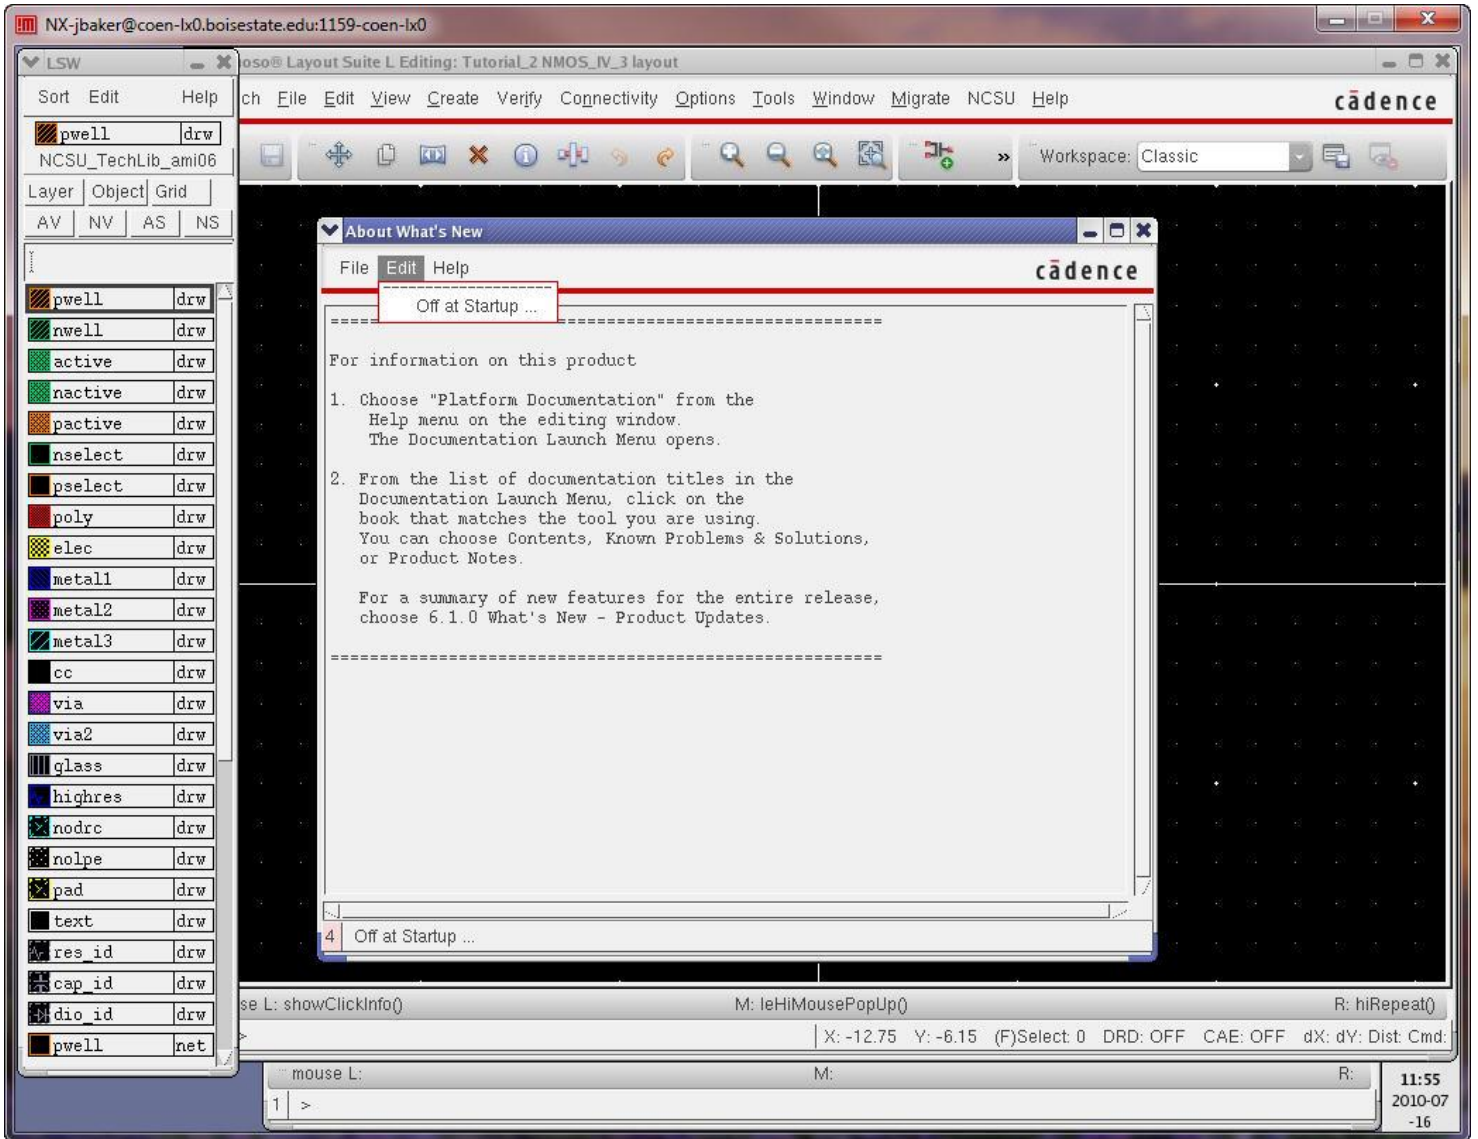 NX-jbaker@coen-lx0.boisestate.edu:1159-coen-lx0
LSW
oso® Layout Suite L Editing: Tutorial_2 NMOS_IV_3 layout
Sort Edit Help
ch File Edit View Create Verify Connectivity Options Tools Window Migrate NCSU Help
cādence
pwell drw
NCSU_TechLib_ami06
Workspace: Classic
Layer Object Grid
AV NV AS NS
About What's New
File Edit Help
cādence
Off at Startup ...
=========================================================
For information on this product
1. Choose "Platform Documentation" from the
Help menu on the editing window.
The Documentation Launch Menu opens.
2. From the list of documentation titles in the
Documentation Launch Menu, click on the
book that matches the tool you are using.
You can choose Contents, Known Problems & Solutions,
or Product Notes.
For a summary of new features for the entire release,
choose 6.1.0 What's New - Product Updates.
=========================================================
4 Off at Startup ...
pwell drw
nwell drw
active drw
nactive drw
pactive drw
nselect drw
pselect drw
poly drw
elec drw
metal1 drw
metal2 drw
metal3 drw
cc drw
via drw
via2 drw
glass drw
highres drw
nodrc drw
nolpe drw
pad drw
text drw
res_id drw
cap_id drw
dio_id drw
pwell net
se L: showClickInfo() M: leHiMousePopUp() R: hiRepeat()
> X: -12.75 Y: -6.15 (F)Select: 0 DRD: OFF CAE: OFF dX: dY: Dist: Cmd:
mouse L: M: R:
1 >
11:55
2010-07
-16